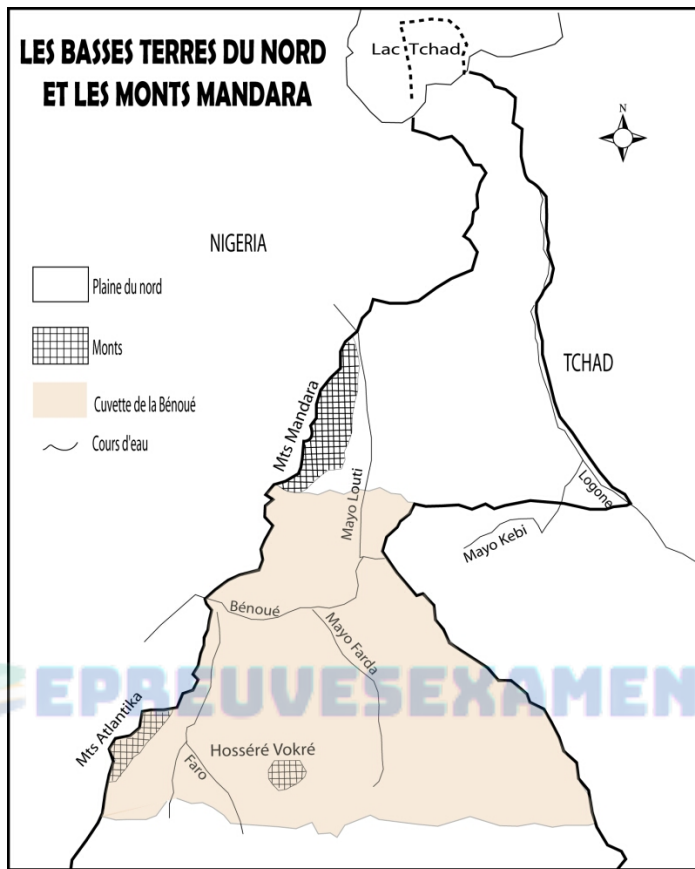 LES BASSES TERRES DU NORD
ET LES MONTS MANDARA
Lac Tchad
N
NIGERIA
Plaine du nord
Monts
Cuvette de la Bénoué
Cours d'eau
TCHAD
Mts Mandara
Mayo Louti
Logone
Mayo Kebi
Bénoué
Mayo Farda
EPREUVESEXAMEN
Mts Atlantika
Faro
Hosséré Vokré